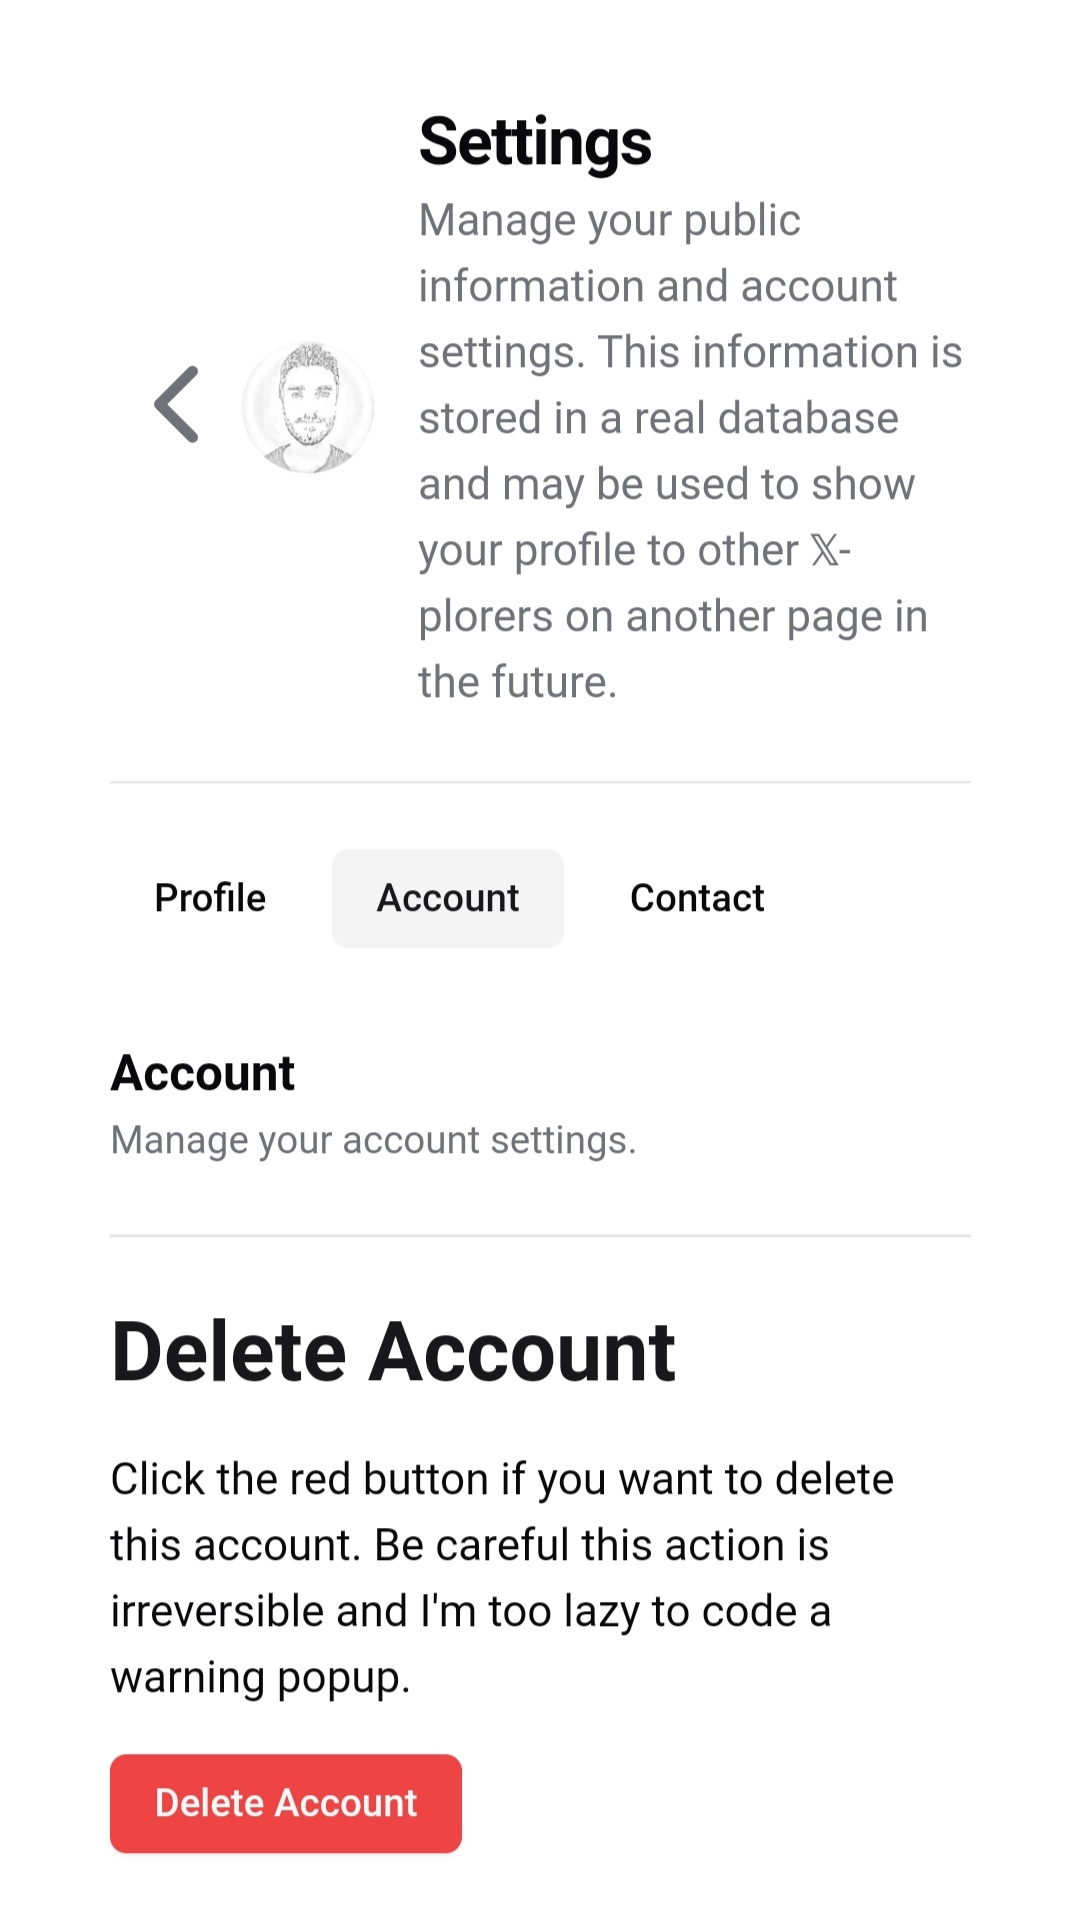 Settings
Manage your public
information and account
settings. This information is
stored in a real database
and may be used to show
your profile to other 𝕏-
plorers on another page in
the future.
Profile
Account
Contact
Account
Manage your account settings.
Delete Account
Click the red button if you want to delete
this account. Be careful this action is
irreversible and I'm too lazy to code a
warning popup.
Delete Account